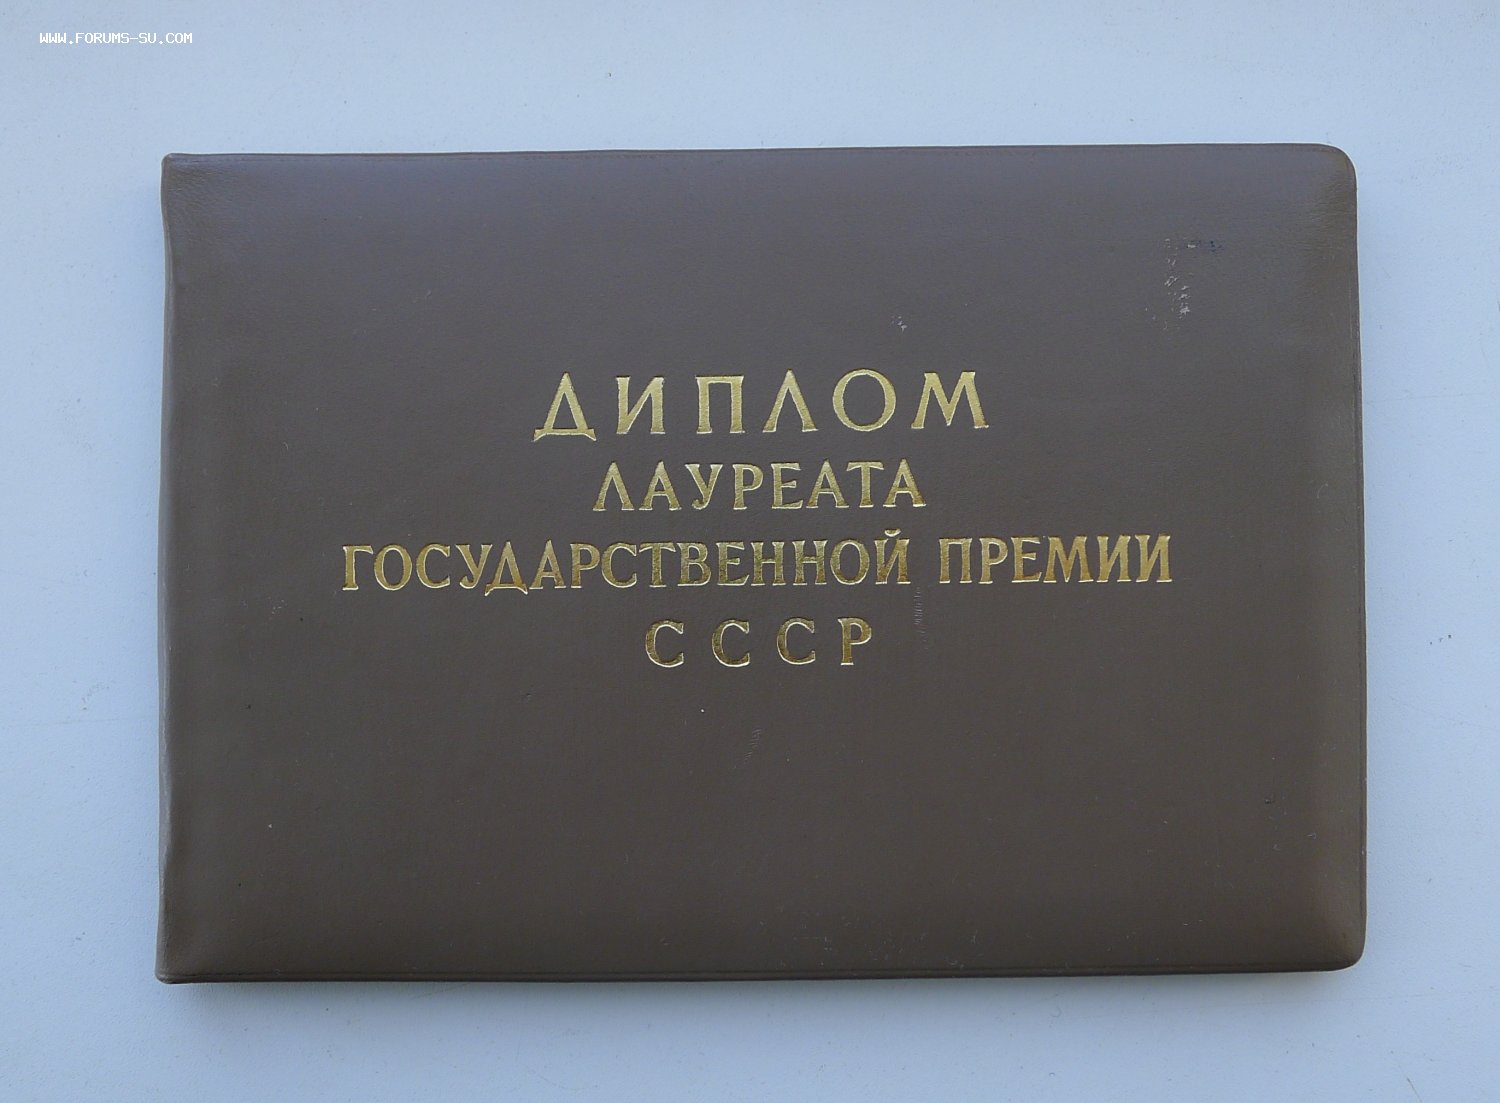 WWW.FORUMS-SU.COM
ДИПЛОМ
ЛАУРЕАТА
ГОСУДАРСТВЕННОЙ ПРЕМИИ
СССР